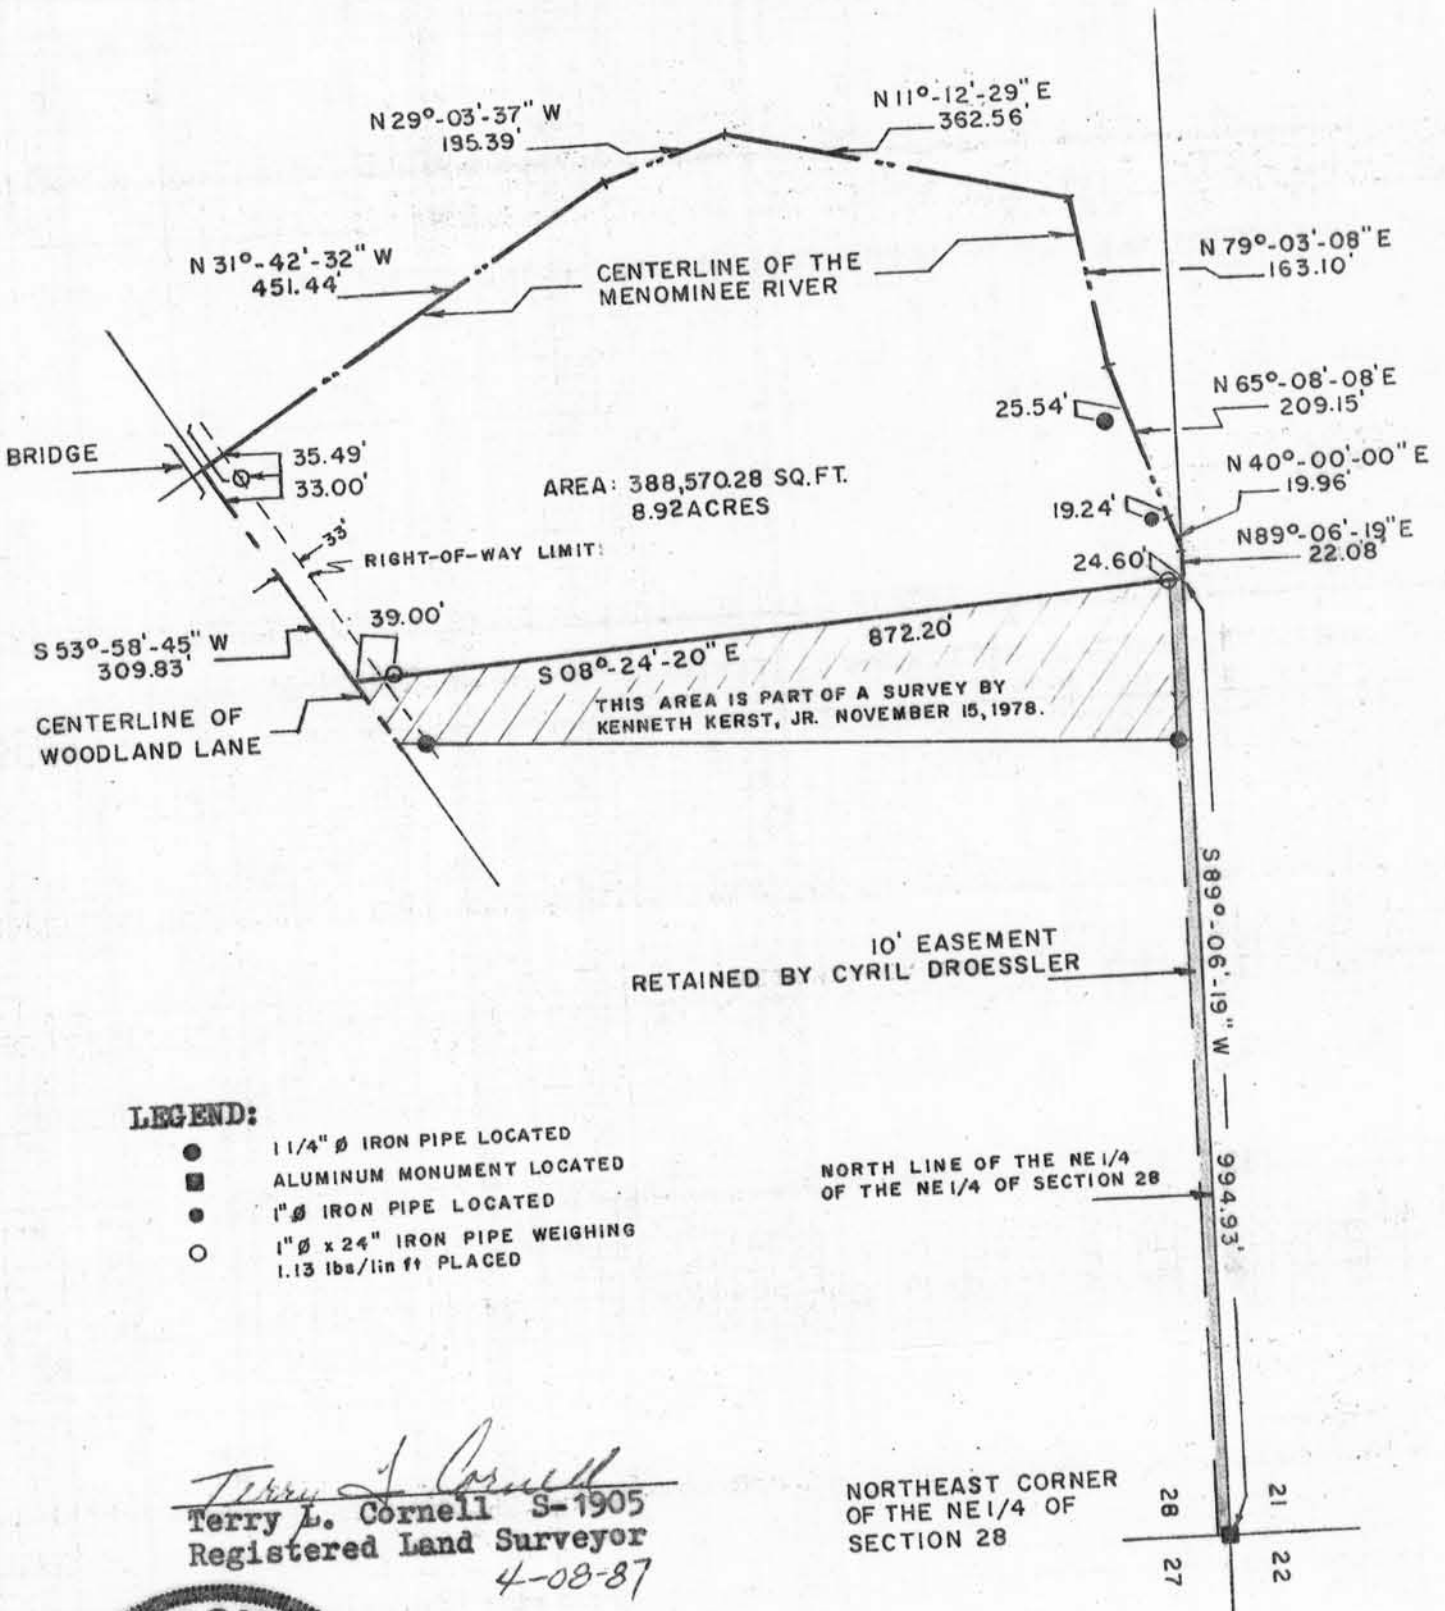 N 29°-03'-37" W
195.39'
N 11°-12'-29" E
362.56'
N 31°-42'-32" W
451.44'
CENTERLINE OF THE
MENOMINEE RIVER
N 79°-03'-08" E
163.10'
N 65°-08'-08" E
209.15'
25.54'
BRIDGE
35.49'
33.00'
AREA: 388,570.28 SQ.FT.
8.92 ACRES
N 40°-00'-00" E
19.96'
19.24'
N 89°-06'-19" E
22.08'
33'
RIGHT-OF-WAY LIMIT:
24.60'
39.00'
S 53°-58'-45" W
309.83'
S 08°-24'-20" E
872.20'
THIS AREA IS PART OF A SURVEY BY
KENNETH KERST, JR. NOVEMBER 15, 1978.
CENTERLINE OF
WOODLAND LANE
S 89°-06'-19" W
994.93'
10' EASEMENT
RETAINED BY CYRIL DROESSLER
LEGEND:
1 1/4" Ø IRON PIPE LOCATED
ALUMINUM MONUMENT LOCATED
1" Ø IRON PIPE LOCATED
1" Ø x 24" IRON PIPE WEIGHING
1.13 lbs/lin ft PLACED
NORTH LINE OF THE NE 1/4
OF THE NE 1/4 OF SECTION 28
Terry L Cornell
Terry L. Cornell S-1905
Registered Land Surveyor
4-08-87
NORTHEAST CORNER
OF THE NE 1/4 OF
SECTION 28
28
21
27
22